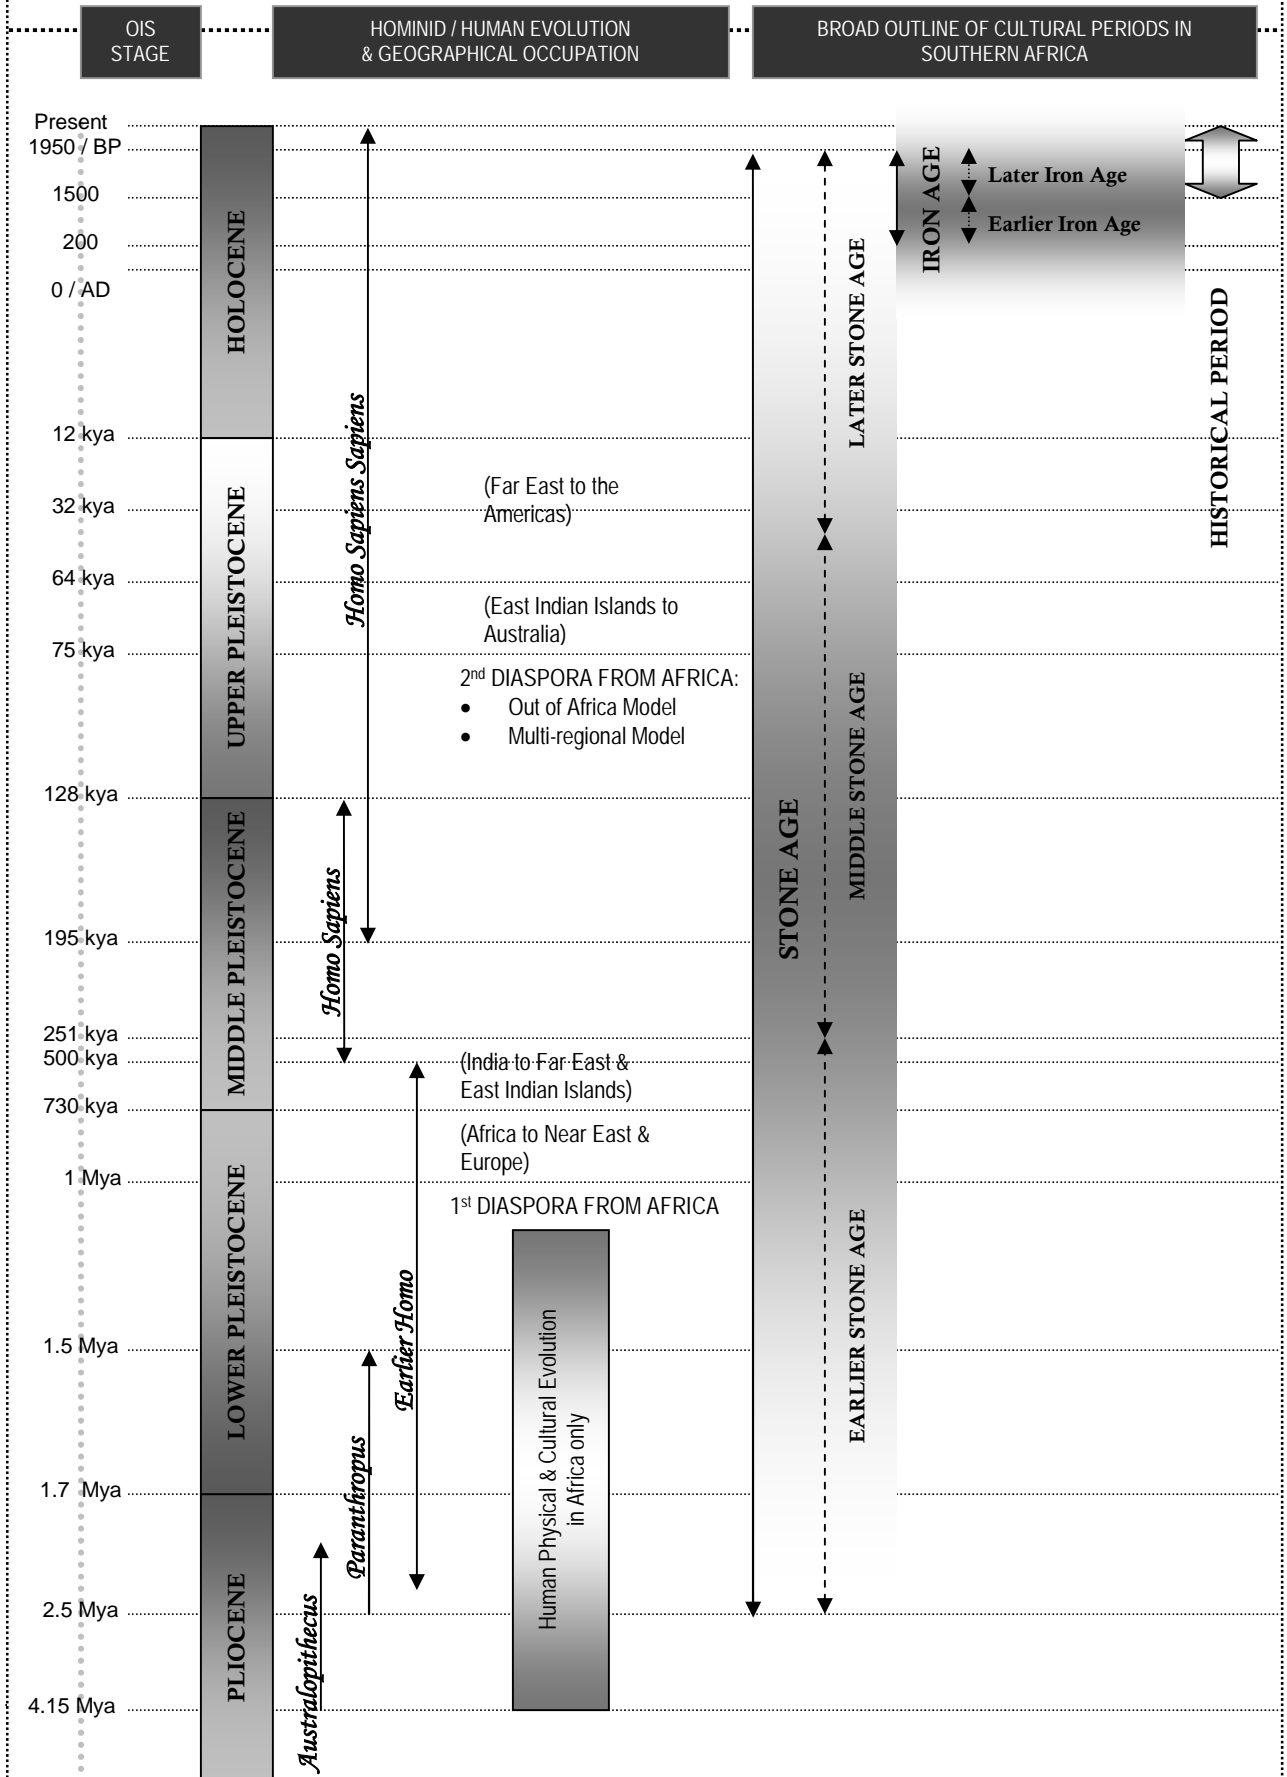 OIS
STAGE
HOMINID / HUMAN EVOLUTION
& GEOGRAPHICAL OCCUPATION
BROAD OUTLINE OF CULTURAL PERIODS IN
SOUTHERN AFRICA
Present
1950 / BP
1500
200
0 / AD
12 kya
32 kya
64 kya
75 kya
128 kya
195 kya
251 kya
500 kya
730 kya
1 Mya
1.5 Mya
1.7 Mya
2.5 Mya
4.15 Mya
HOLOCENE
UPPER PLEISTOCENE
MIDDLE PLEISTOCENE
LOWER PLEISTOCENE
PLIOCENE
Homo Sapiens Sapiens
Homo Sapiens
Earlier Homo
Paranthropus
Australopithecus
(Far East to the
Americas)
(East Indian Islands to
Australia)
2nd DIASPORA FROM AFRICA:
• Out of Africa Model
• Multi-regional Model
(India to Far East &
East Indian Islands)
(Africa to Near East &
Europe)
1st DIASPORA FROM AFRICA
Human Physical & Cultural Evolution
in Africa only
STONE AGE
LATER STONE AGE
MIDDLE STONE AGE
EARLIER STONE AGE
IRON AGE
Later Iron Age
Earlier Iron Age
HISTORICAL PERIOD